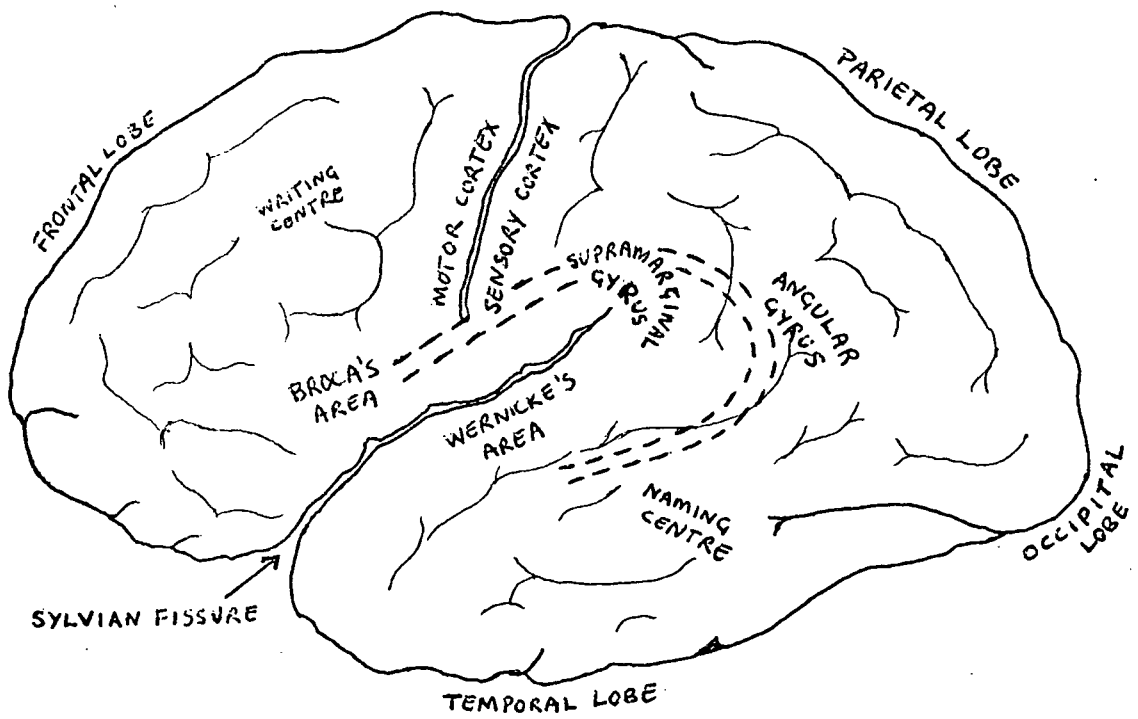 FRONTAL LOBE
PARIETAL LOBE
WRITING
CENTRE
MOTOR CORTEX
SENSORY CORTEX
SUPRAMARGINAL
GYRUS
ANGULAR
GYRUS
BROCA'S
AREA
WERNICKE'S
AREA
NAMING
CENTRE
OCCIPITAL
LOBE
SYLVIAN FISSURE
TEMPORAL LOBE